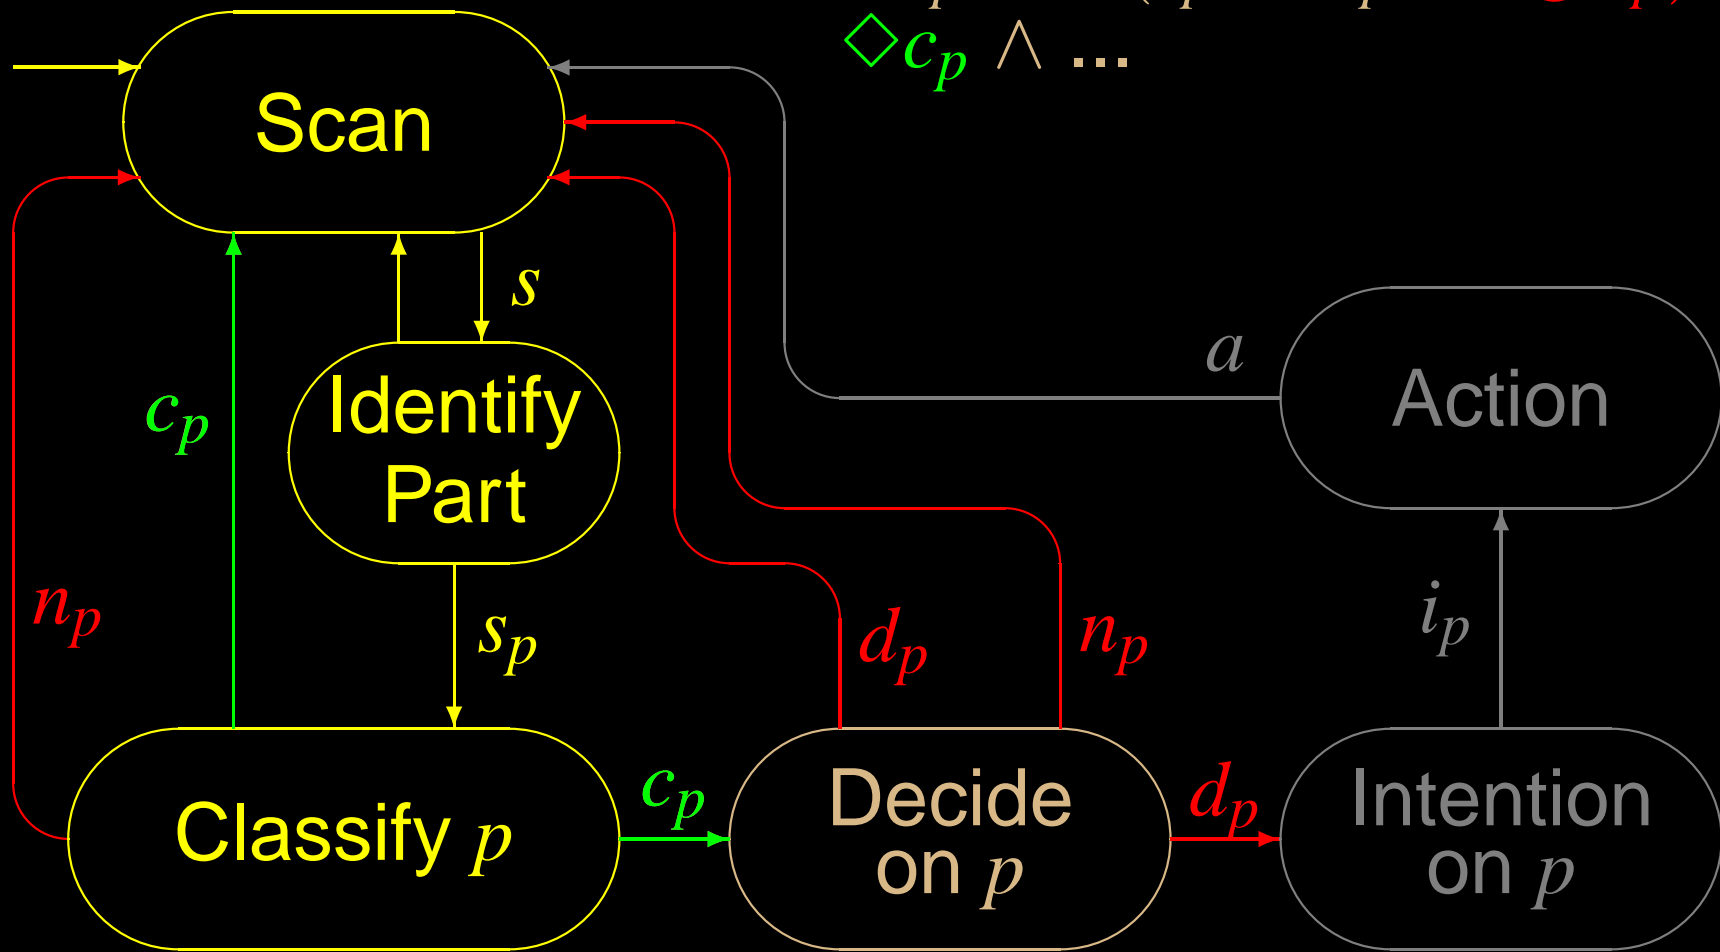 ◇c_p ∧ ...
Scan
s
a
Action
Identify
Part
c_p
n_p
s_p
d_p
n_p
i_p
Classify p
c_p
Decide
on p
d_p
Intention
on p